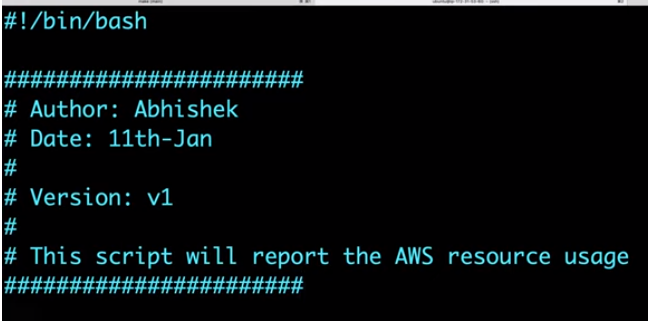 #!/bin/bash
#######################
# Author: Abhishek
# Date: 11th-Jan
#
# Version: v1
#
# This script will report the AWS resource usage
#######################